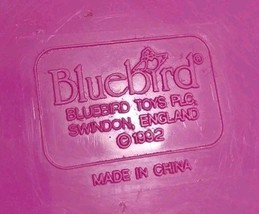 Bluebird®
BLUEBIRD TOYS PLC.
SWINDON, ENGLAND
©1992
MADE IN CHINA